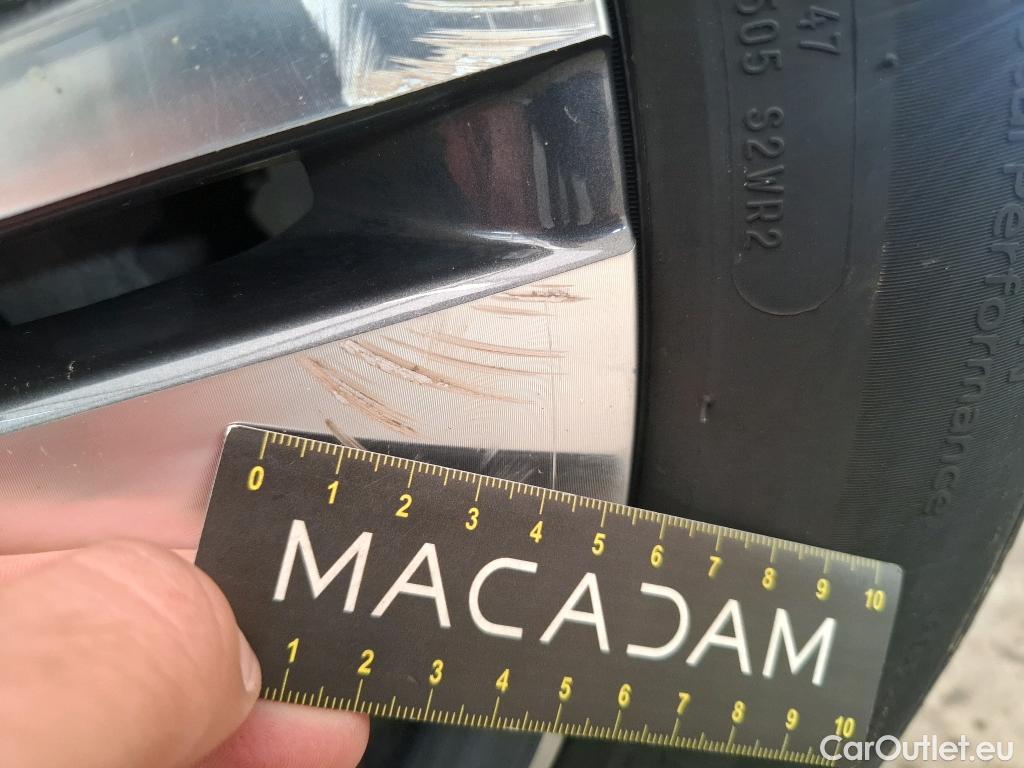 47
505 S2WR2
Performance
0 1 2 3 4 5 6 7 8 9 10
MACADAM
1 2 3 4 5 6 7 8 9 10
CarOutlet.eu